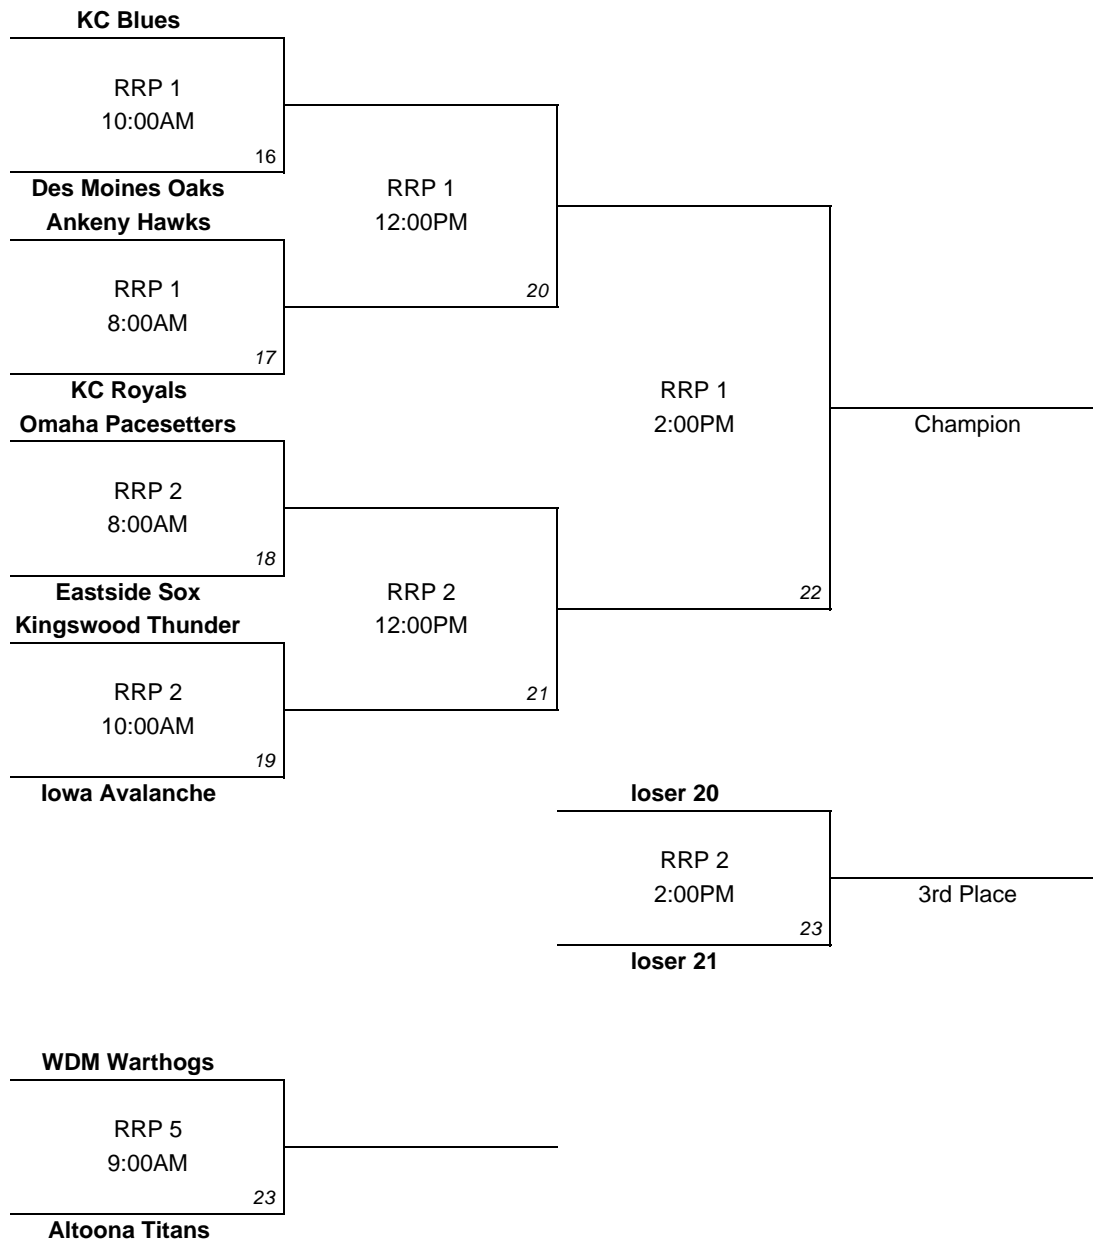 KC Blues
RRP 1
10:00AM
16
Des Moines Oaks
RRP 1
Ankeny Hawks
12:00PM
RRP 1
20
8:00AM
17
KC Royals
RRP 1
Omaha Pacesetters
2:00PM
Champion
RRP 2
8:00AM
18
Eastside Sox
RRP 2
22
Kingswood Thunder
12:00PM
RRP 2
21
10:00AM
19
Iowa Avalanche
loser 20
RRP 2
2:00PM
3rd Place
23
loser 21
WDM Warthogs
RRP 5
9:00AM
23
Altoona Titans